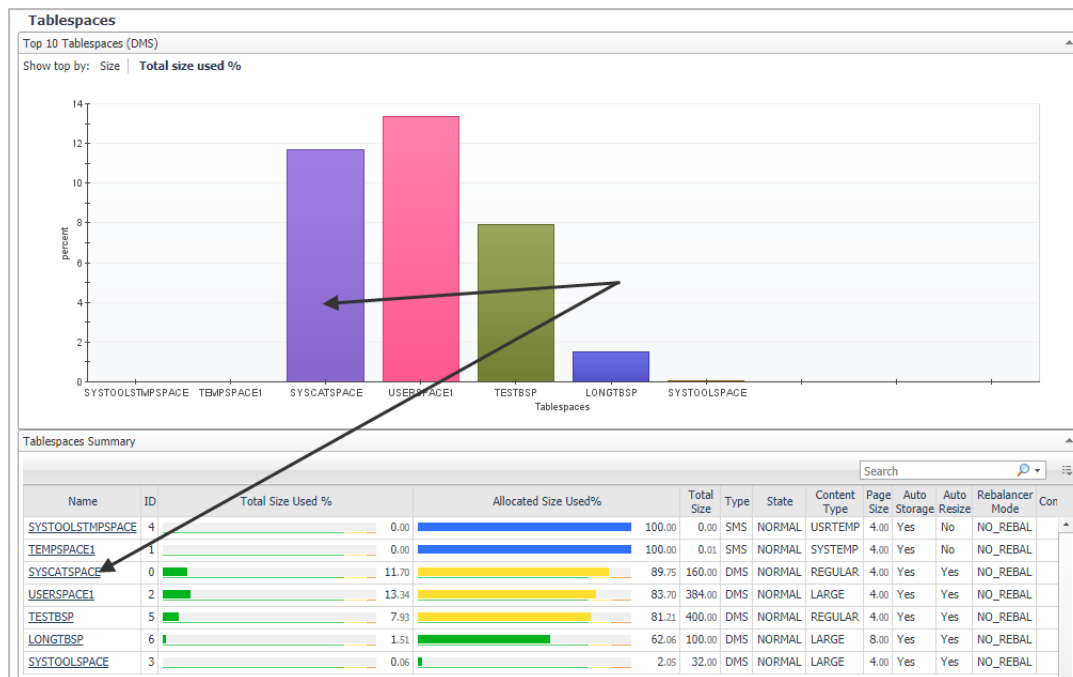 Tablespaces
Top 10 Tablespaces (DMS)
Show top by: Size Total size used %
14
12
10
8
6
4
2
0
percent
SYSTOOLSTMPSPACE TEMPSPACE1 SYSCATSPACE USERSPACE1 TESTBSP LONGTBSP SYSTOOLSPACE
Tablespaces
Tablespaces Summary
Search
Name ID Total Size Used % Allocated Size Used% Total Size Type State Content Type Page Size Auto Storage Auto Resize Rebalancer Mode Con
SYSTOOLSTMPSPACE 4 0.00 100.00 0.00 SMS NORMAL USRTEMP 4.00 Yes No NO_REBAL
TEMPSPACE1 1 0.00 100.00 0.01 SMS NORMAL SYSTEMP 4.00 Yes No NO_REBAL
SYSCATSPACE 0 11.70 89.75 160.00 DMS NORMAL REGULAR 4.00 Yes Yes NO_REBAL
USERSPACE1 2 13.34 83.70 384.00 DMS NORMAL LARGE 4.00 Yes Yes NO_REBAL
TESTBSP 5 7.93 81.21 400.00 DMS NORMAL REGULAR 4.00 Yes Yes NO_REBAL
LONGTBSP 6 1.51 62.06 100.00 DMS NORMAL LARGE 8.00 Yes Yes NO_REBAL
SYSTOOLSPACE 3 0.06 2.05 32.00 DMS NORMAL LARGE 4.00 Yes Yes NO_REBAL